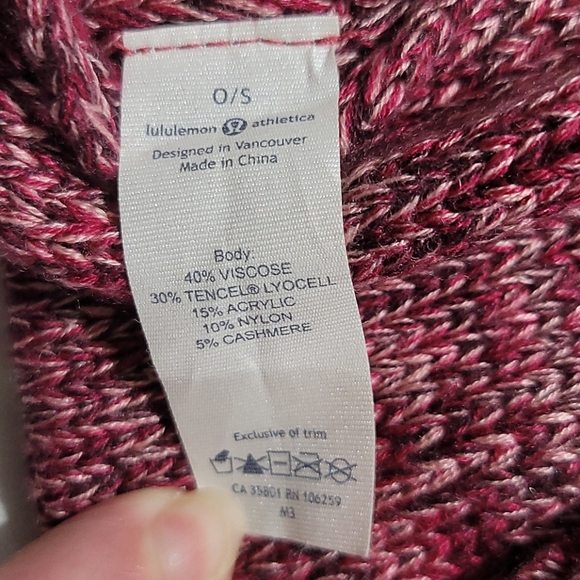 O/S
lululemon athletica
Designed in Vancouver
Made in China
Body:
40% VISCOSE
30% TENCEL® LYOCELL
15% ACRYLIC
10% NYLON
5% CASHMERE
Exclusive of trim
CA 35801 RN 106259
M3